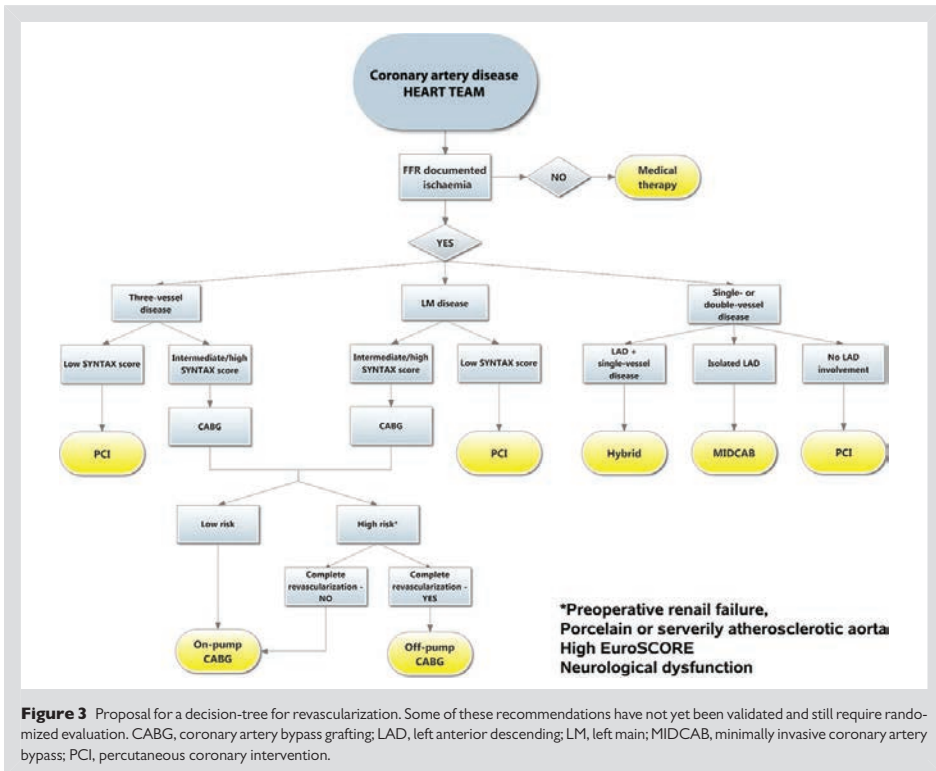 Coronary artery disease
HEART TEAM
FFR documented
ischaemia
NO
Medical
therapy
YES
Three-vessel
disease
LM disease
Single- or
double-vessel
disease
Low SYNTAX score
Intermediate/high
SYNTAX score
Intermediate/high
SYNTAX score
Low SYNTAX score
LAD +
single-vessel
disease
Isolated LAD
No LAD
involvement
CABG
CABG
PCI
PCI
Hybrid
MIDCAB
PCI
Low risk
High risk*
Complete
revascularization -
NO
Complete
revascularization -
YES
On-pump
CABG
Off-pump
CABG
*Preoperative renail failure,
Porcelain or serverily atherosclerotic aorta
High EuroSCORE
Neurological dysfunction
Figure 3 Proposal for a decision-tree for revascularization. Some of these recommendations have not yet been validated and still require rando-
mized evaluation. CABG, coronary artery bypass grafting; LAD, left anterior descending; LM, left main; MIDCAB, minimally invasive coronary artery
bypass; PCI, percutaneous coronary intervention.